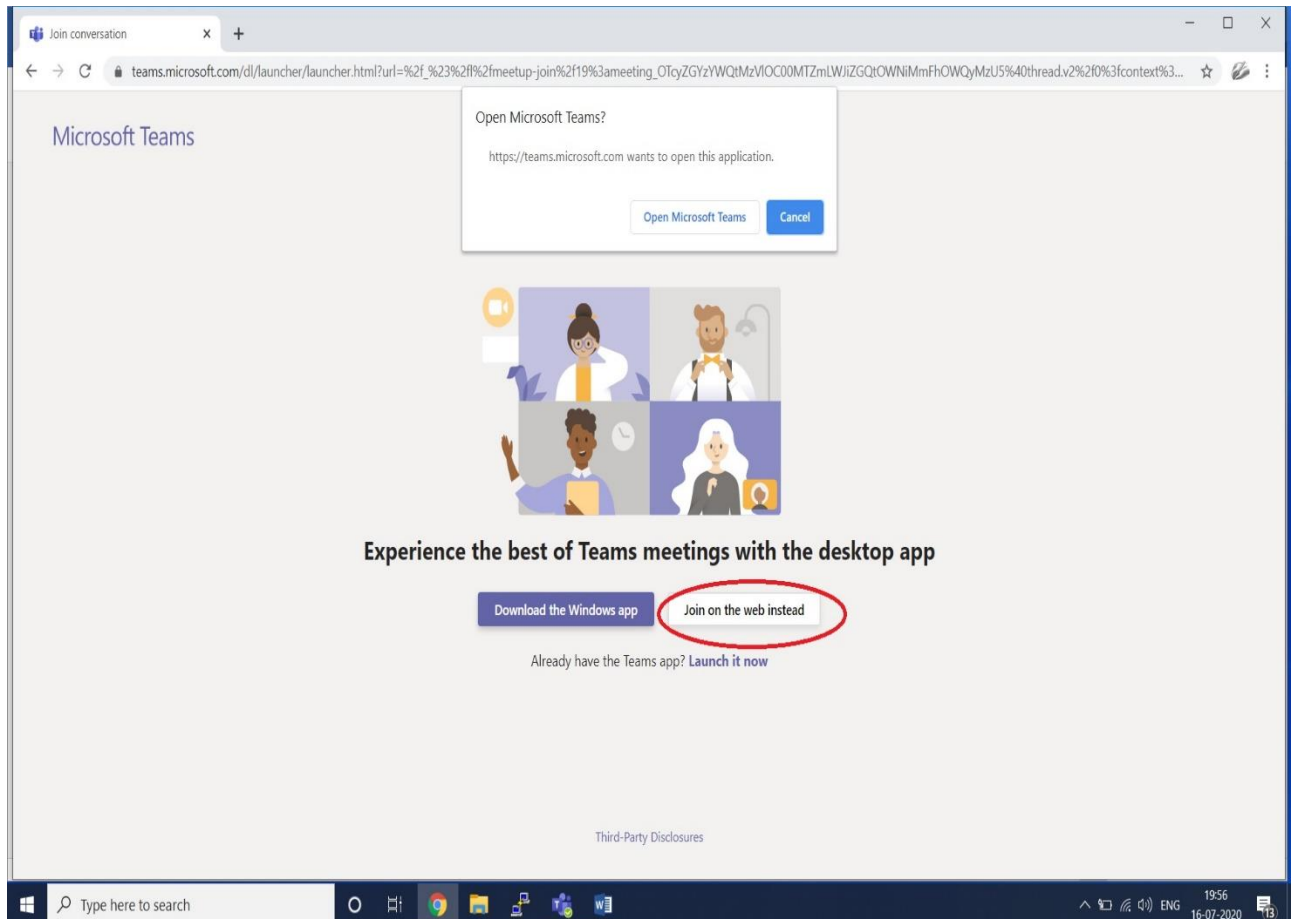 Join conversation
teams.microsoft.com/dl/launcher/launcher.html?url=%2f_%23%2fl%2fmeetup-join%2f19%3ameeting_OTcyZGYzYWQtMzVlOC00MTZmLWJiZGQtOWNiMmFhOWQyMzU5%40thread.v2%2f0%3fcontext%3...
Microsoft Teams
Open Microsoft Teams?
https://teams.microsoft.com wants to open this application.
Open Microsoft Teams Cancel
Experience the best of Teams meetings with the desktop app
Download the Windows app Join on the web instead
Already have the Teams app? Launch it now
Third-Party Disclosures
Type here to search
ENG
19:56
16-07-2020
13